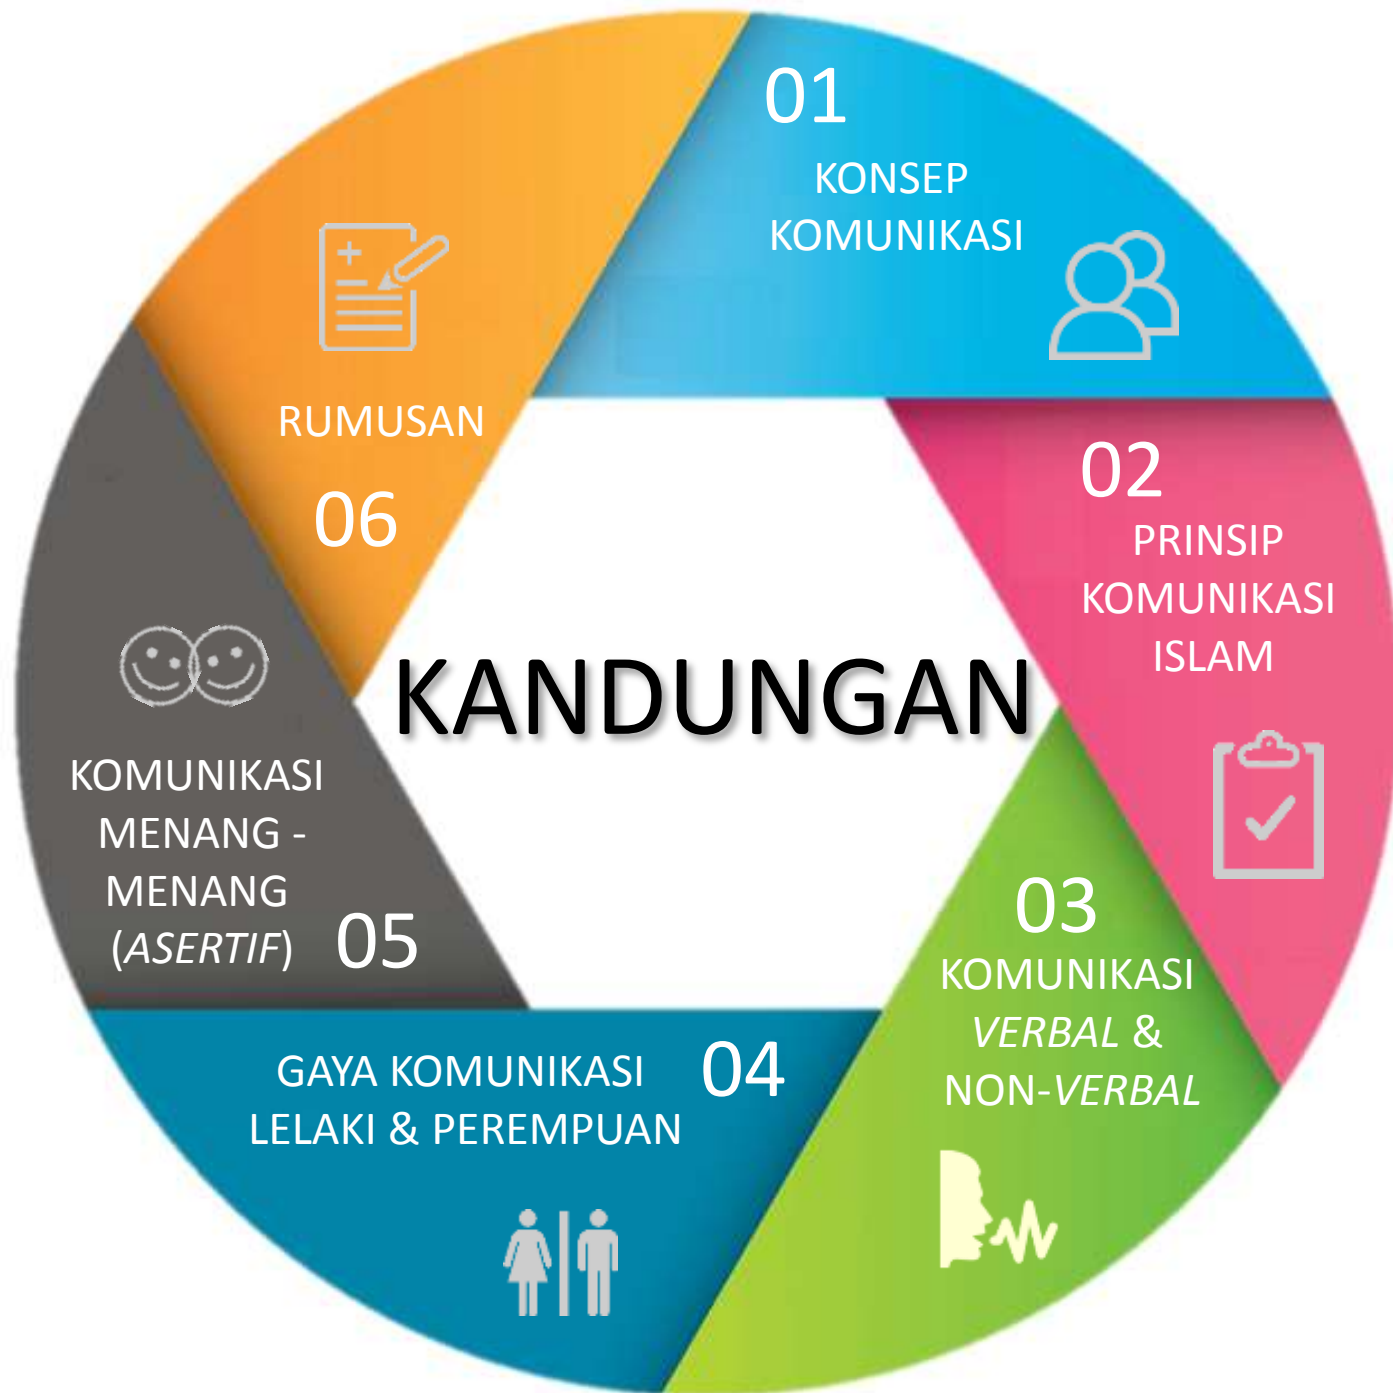 01
KONSEP
KOMUNIKASI
02
PRINSIP
KOMUNIKASI
ISLAM
03
KOMUNIKASI
VERBAL &
NON-VERBAL
04
GAYA KOMUNIKASI
LELAKI & PEREMPUAN
05
KOMUNIKASI
MENANG -
MENANG
(ASERTIF)
06
RUMUSAN
KANDUNGAN